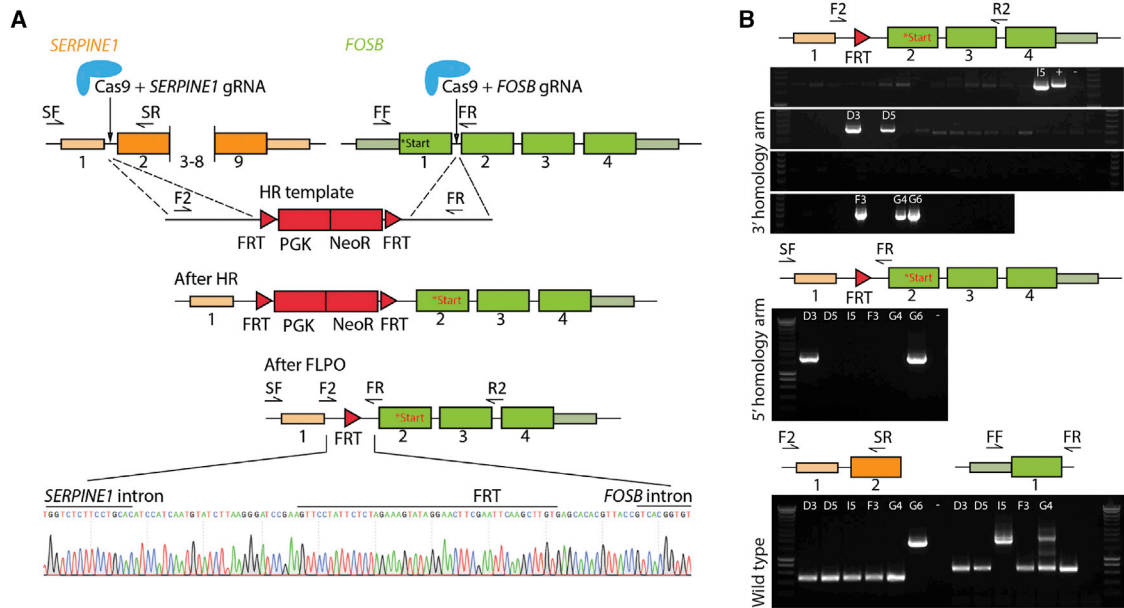 A
SERPINE1
FOSB
Cas9 + SERPINE1 gRNA
Cas9 + FOSB gRNA
SF
SR
FF
FR
*Start
1
2
3-8
9
1
2
3
4
HR template
F2
FR
FRT
PGK
NeoR
FRT
After HR
*Start
1
FRT
PGK
NeoR
FRT
2
3
4
After FLPO
SF
F2
FR
R2
*Start
1
FRT
2
3
4
SERPINE1 intron
FRT
FOSB intron
TGGTCTCTTCCTGCACATCCATCAATGTATCTTAAGGGATCCGAAGTTCCTATTCTCTAGAAAGTATAGGAACTTCGAATTCAAGCTTGTGAGCACACGTTACCGTCACGGTGT
B
F2
R2
*Start
1
FRT
2
3
4
3' homology arm
I5 + -
D3 D5
F3 G4 G6
SF
FR
*Start
1
FRT
2
3
4
5' homology arm
D3 D5 I5 F3 G4 G6 -
F2
SR
FF
FR
1
2
1
Wild type
D3 D5 I5 F3 G4 G6 -
D3 D5 I5 F3 G4